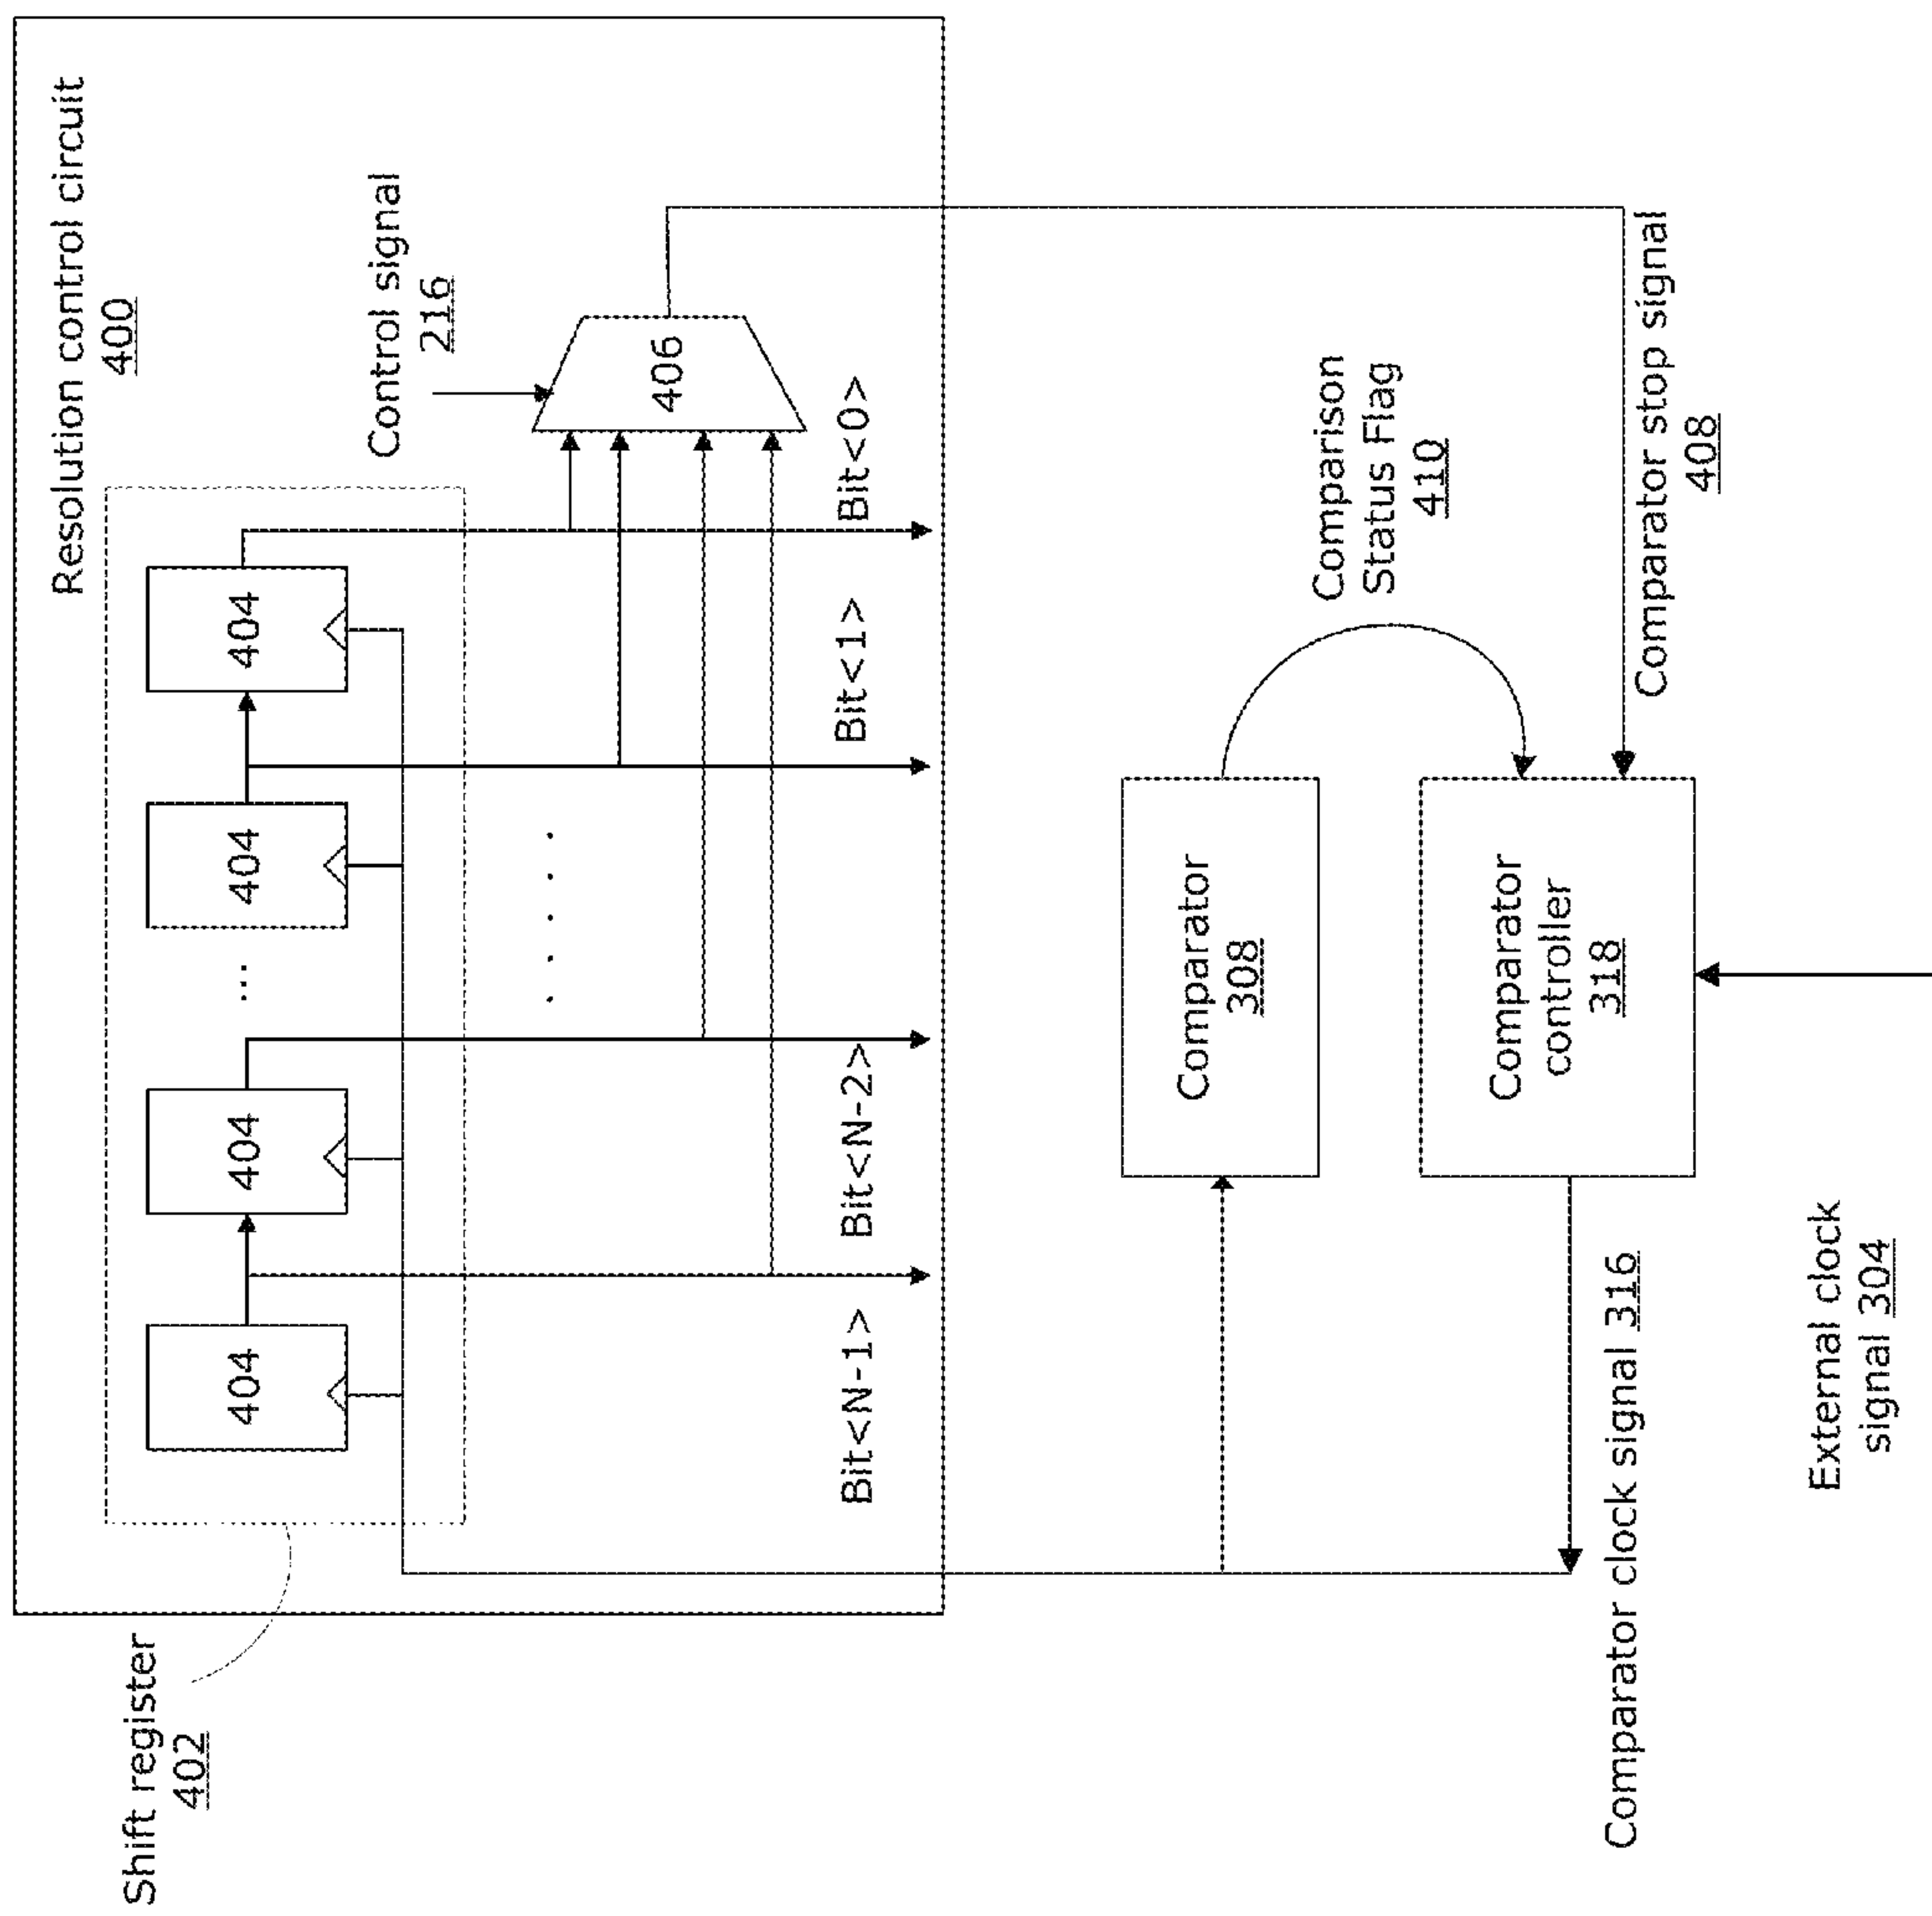 Resolution control circuit
400
Shift register
402
404
404
...
404
404
Control signal
216
406
. . . . .
Bit<N-1>
Bit<N-2>
Bit<1>
Bit<0>
Comparator
308
Comparison
Status Flag
410
Comparator
controller
318
Comparator clock signal 316
Comparator stop signal
408
External clock
signal 304